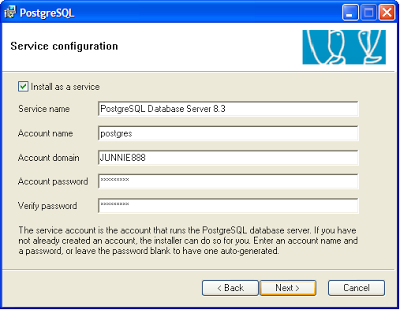 PostgreSQL
Service configuration
Install as a service
Service name
PostgreSQL Database Server 8.3
Account name
postgres
Account domain
JUNNIE888
Account password
*********
Verify password
*********
The service account is the account that runs the PostgreSQL database server. If you have
not already created an account, the installer can do so for you. Enter an account name and
a password, or leave the password blank to have one auto-generated.
< Back
Next >
Cancel